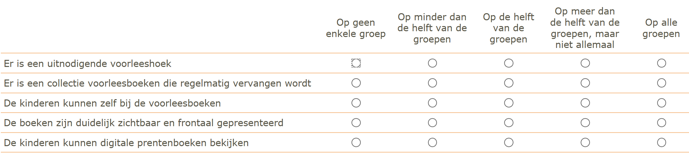 Op geen enkele groep
Op minder dan de helft van de groepen
Op de helft van de groepen
Op meer dan de helft van de groepen, maar niet allemaal
Op alle groepen
Er is een uitnodigende voorleeshoek
Er is een collectie voorleesboeken die regelmatig vervangen wordt
De kinderen kunnen zelf bij de voorleesboeken
De boeken zijn duidelijk zichtbaar en frontaal gepresenteerd
De kinderen kunnen digitale prentenboeken bekijken